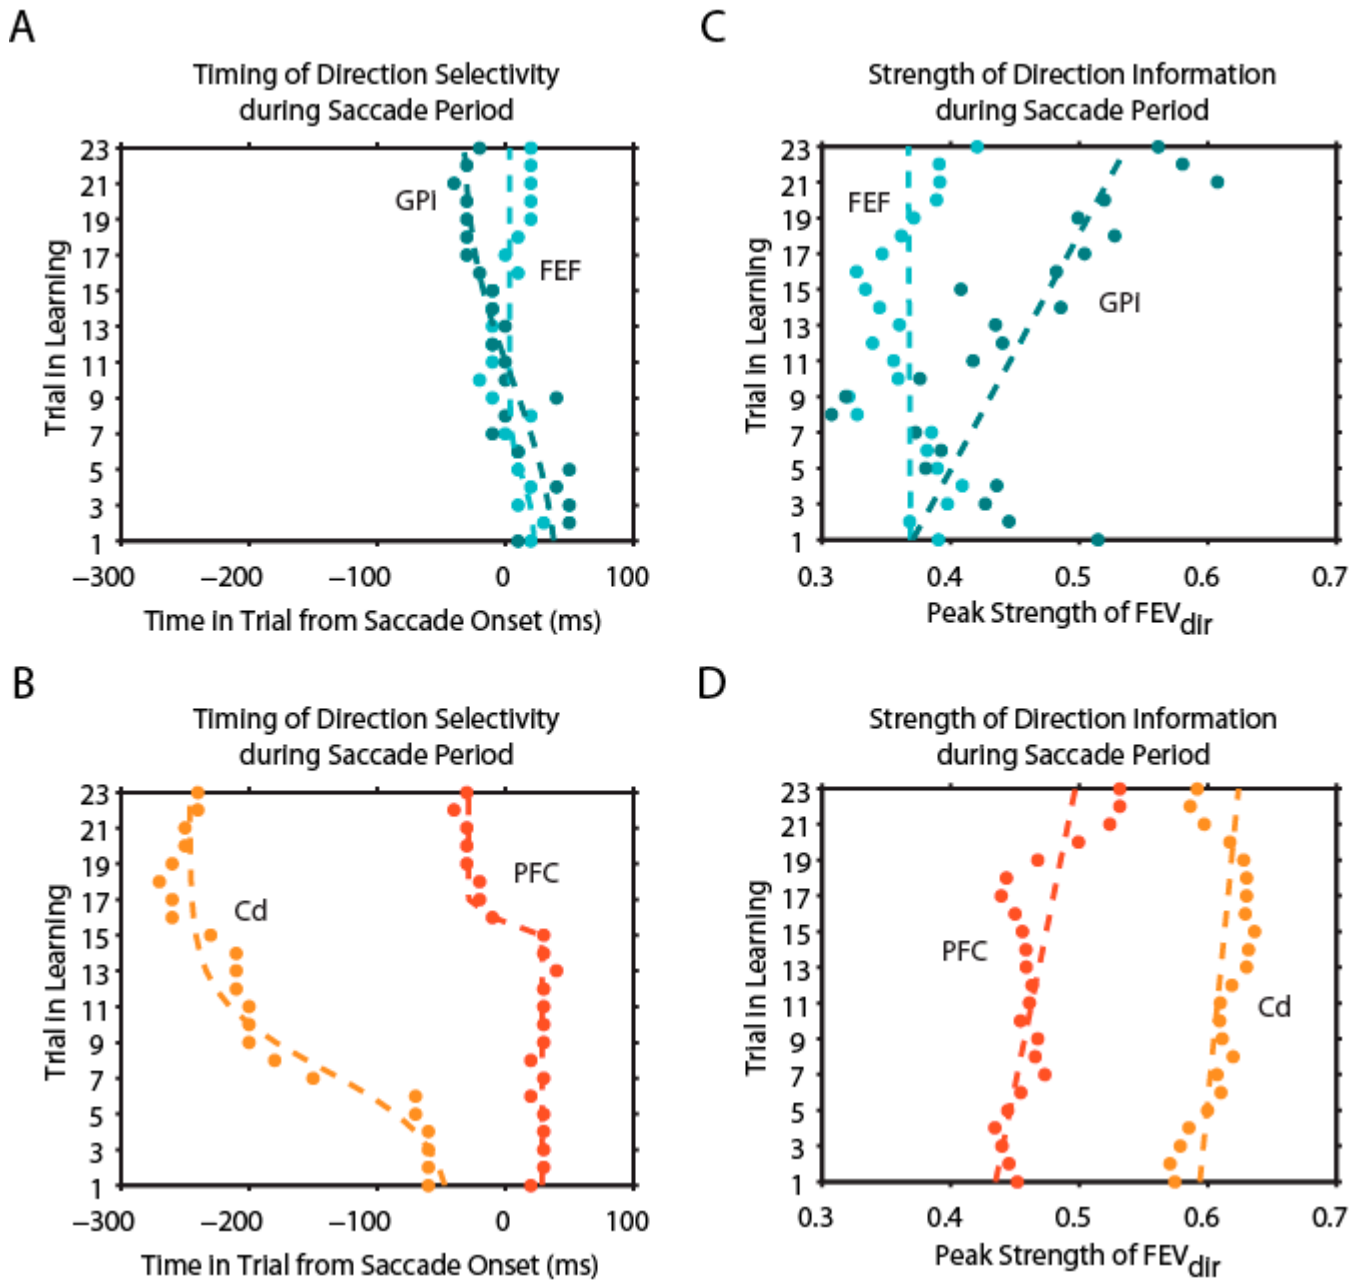 A
Timing of Direction Selectivity
during Saccade Period
Trial in Learning
23
21
19
17
15
13
11
9
7
5
3
1
GPI
FEF
−300
−200
−100
0
100
Time in Trial from Saccade Onset (ms)
C
Strength of Direction Information
during Saccade Period
Trial in Learning
23
21
19
17
15
13
11
9
7
5
3
1
FEF
GPI
0.3
0.4
0.5
0.6
0.7
Peak Strength of FEVdir
B
Timing of Direction Selectivity
during Saccade Period
Trial in Learning
23
21
19
17
15
13
11
9
7
5
3
1
PFC
Cd
−300
−200
−100
0
100
Time in Trial from Saccade Onset (ms)
D
Strength of Direction Information
during Saccade Period
Trial in Learning
23
21
19
17
15
13
11
9
7
5
3
1
PFC
Cd
0.3
0.4
0.5
0.6
0.7
Peak Strength of FEVdir